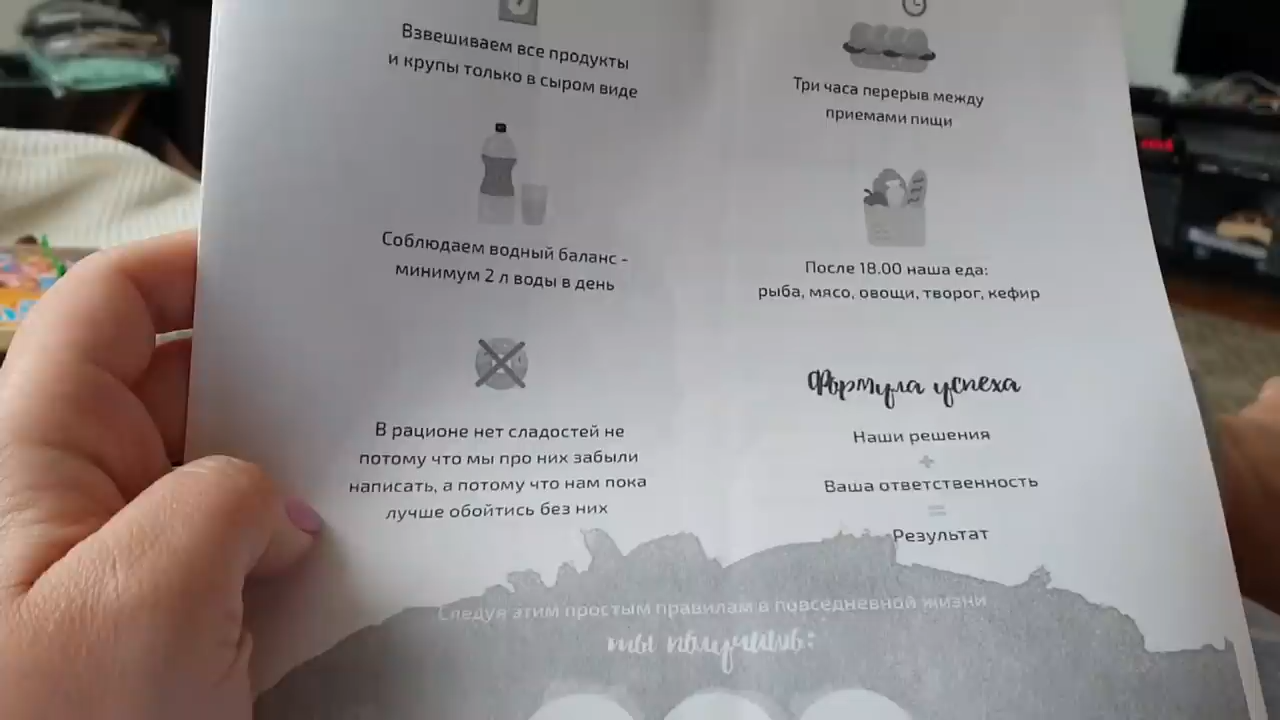 Взвешиваем все продукты
и крупы только в сыром виде
Соблюдаем водный баланс -
минимум 2 л воды в день
В рационе нет сладостей не
потому что мы про них забыли
написать, а потому что нам пока
лучше обойтись без них
Три часа перерыв между
приемами пищи
После 18.00 наша еда:
рыба, мясо, овощи, творог, кефир
Формула успеха
Наши решения
+
Ваша ответственность
=
Результат
Следуя этим простым правилам в повседневной жизни
ты получишь: